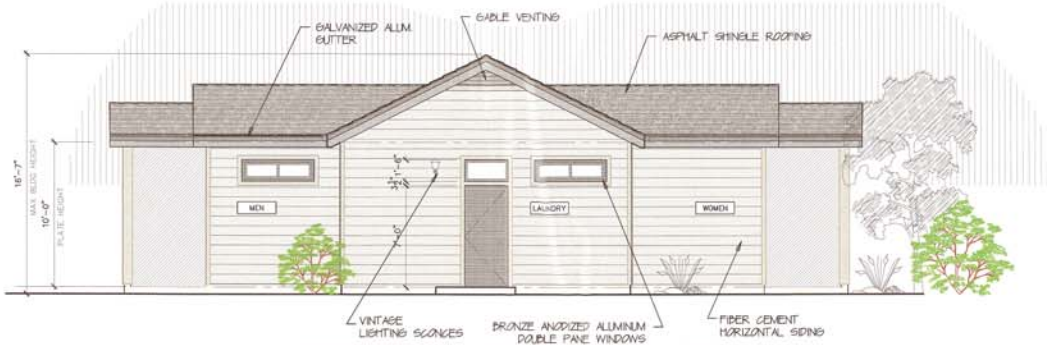 GABLE VENTING
GALVANIZED ALUM.
GUTTER
ASPHALT SHINGLE ROOFING
16'-7"
MAX BLDG HEIGHT
10'-0"
PLATE HEIGHT
MEN
LAUNDRY
WOMEN
VINTAGE
LIGHTING SCONCES
BRONZE ANODIZED ALUMINUM
DOUBLE PANE WINDOWS
FIBER CEMENT
HORIZONTAL SIDING